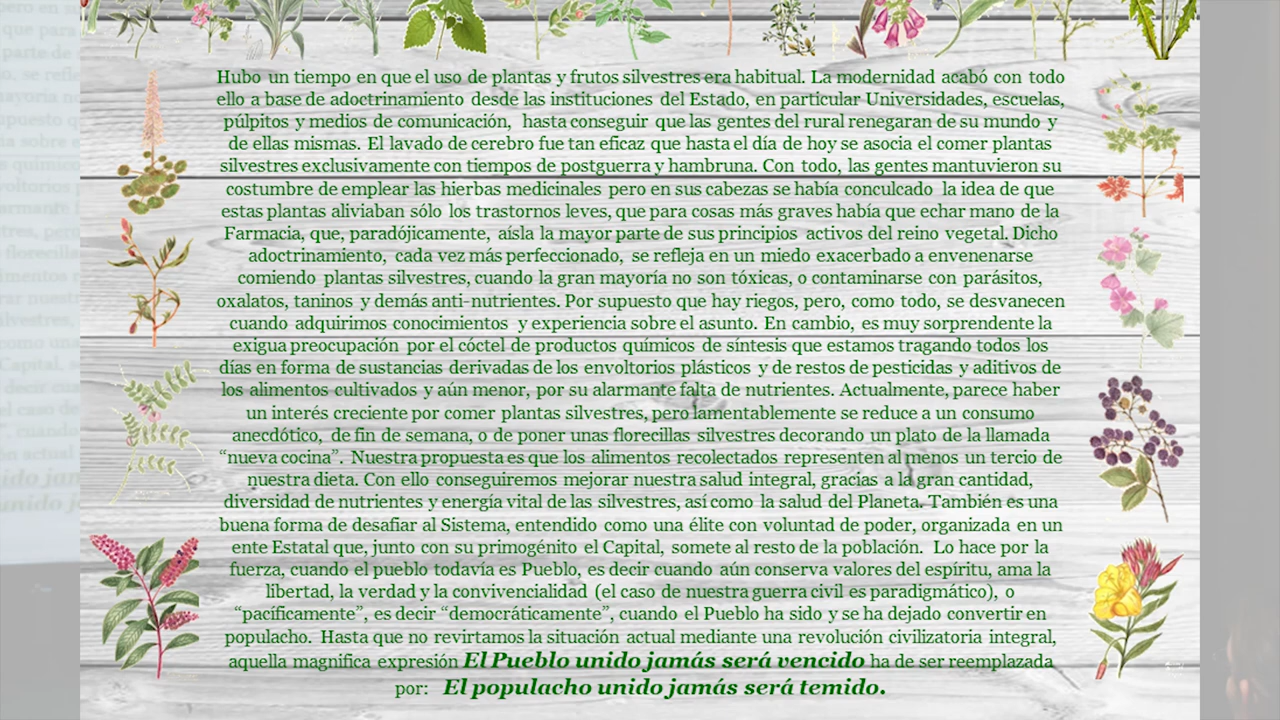 Hubo un tiempo en que el uso de plantas y frutos silvestres era habitual. La modernidad acabó con todo
ello a base de adoctrinamiento desde las instituciones del Estado, en particular Universidades, escuelas,
púlpitos y medios de comunicación, hasta conseguir que las gentes del rural renegaran de su mundo y
de ellas mismas. El lavado de cerebro fue tan eficaz que hasta el día de hoy se asocia el comer plantas
silvestres exclusivamente con tiempos de postguerra y hambruna. Con todo, las gentes mantuvieron su
costumbre de emplear las hierbas medicinales pero en sus cabezas se había conculcado la idea de que
estas plantas aliviaban sólo los trastornos leves, que para cosas más graves había que echar mano de la
Farmacia, que, paradójicamente, aísla la mayor parte de sus principios activos del reino vegetal. Dicho
adoctrinamiento, cada vez más perfeccionado, se refleja en un miedo exacerbado a envenenarse
comiendo plantas silvestres, cuando la gran mayoría no son tóxicas, o contaminarse con parásitos,
oxalatos, taninos y demás anti-nutrientes. Por supuesto que hay riegos, pero, como todo, se desvanecen
cuando adquirimos conocimientos y experiencia sobre el asunto. En cambio, es muy sorprendente la
exigua preocupación por el cóctel de productos químicos de síntesis que estamos tragando todos los
días en forma de sustancias derivadas de los envoltorios plásticos y de restos de pesticidas y aditivos de
los alimentos cultivados y aún menor, por su alarmante falta de nutrientes. Actualmente, parece haber
un interés creciente por comer plantas silvestres, pero lamentablemente se reduce a un consumo
anecdótico, de fin de semana, o de poner unas florecillas silvestres decorando un plato de la llamada
“nueva cocina”. Nuestra propuesta es que los alimentos recolectados representen al menos un tercio de
nuestra dieta. Con ello conseguiremos mejorar nuestra salud integral, gracias a la gran cantidad,
diversidad de nutrientes y energía vital de las silvestres, así como la salud del Planeta. También es una
buena forma de desafiar al Sistema, entendido como una élite con voluntad de poder, organizada en un
ente Estatal que, junto con su primogénito el Capital, somete al resto de la población. Lo hace por la
fuerza, cuando el pueblo todavía es Pueblo, es decir cuando aún conserva valores del espíritu, ama la
libertad, la verdad y la convivencialidad (el caso de nuestra guerra civil es paradigmático), o
“pacíficamente”, es decir “democráticamente”, cuando el Pueblo ha sido y se ha dejado convertir en
populacho. Hasta que no revirtamos la situación actual mediante una revolución civilizatoria integral,
aquella magnifica expresión El Pueblo unido jamás será vencido ha de ser reemplazada
por: El populacho unido jamás será temido.